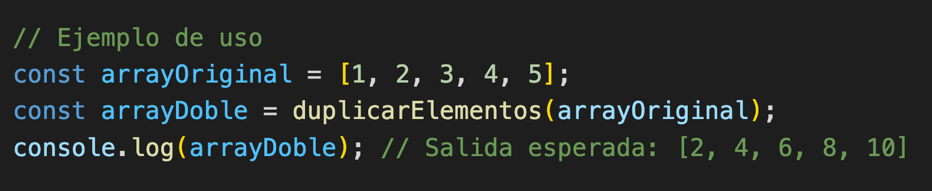 // Ejemplo de uso
const arrayOriginal = [1, 2, 3, 4, 5];
const arrayDoble = duplicarElementos(arrayOriginal);
console.log(arrayDoble); // Salida esperada: [2, 4, 6, 8, 10]